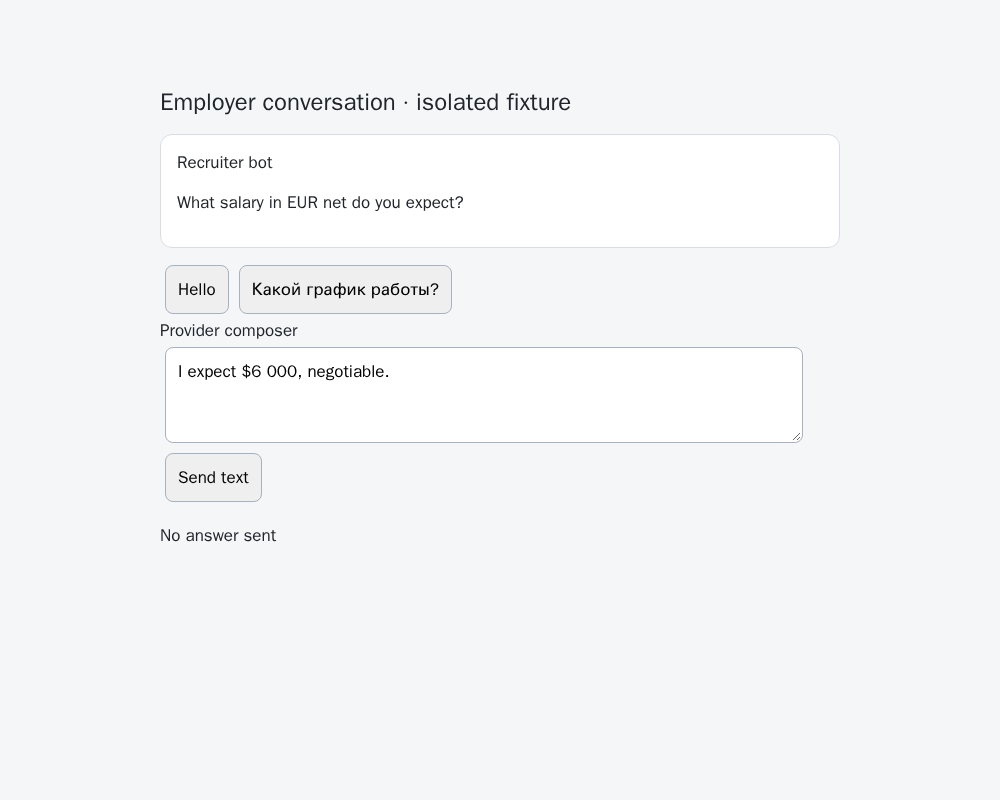 Employer conversation · isolated fixture
Recruiter bot
What salary in EUR net do you expect?
Hello
Какой график работы?
Provider composer
I expect $6 000, negotiable.
Send text
No answer sent